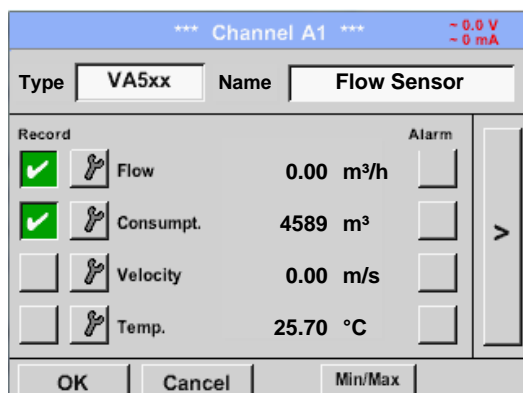 *** Channel A1 ***
~ 0.0 V
~ 0 mA
Type VA5xx Name Flow Sensor
Record Alarm
Flow 0.00 m³/h
Consumpt. 4589 m³
Velocity 0.00 m/s
Temp. 25.70 °C
>
OK Cancel Min/Max